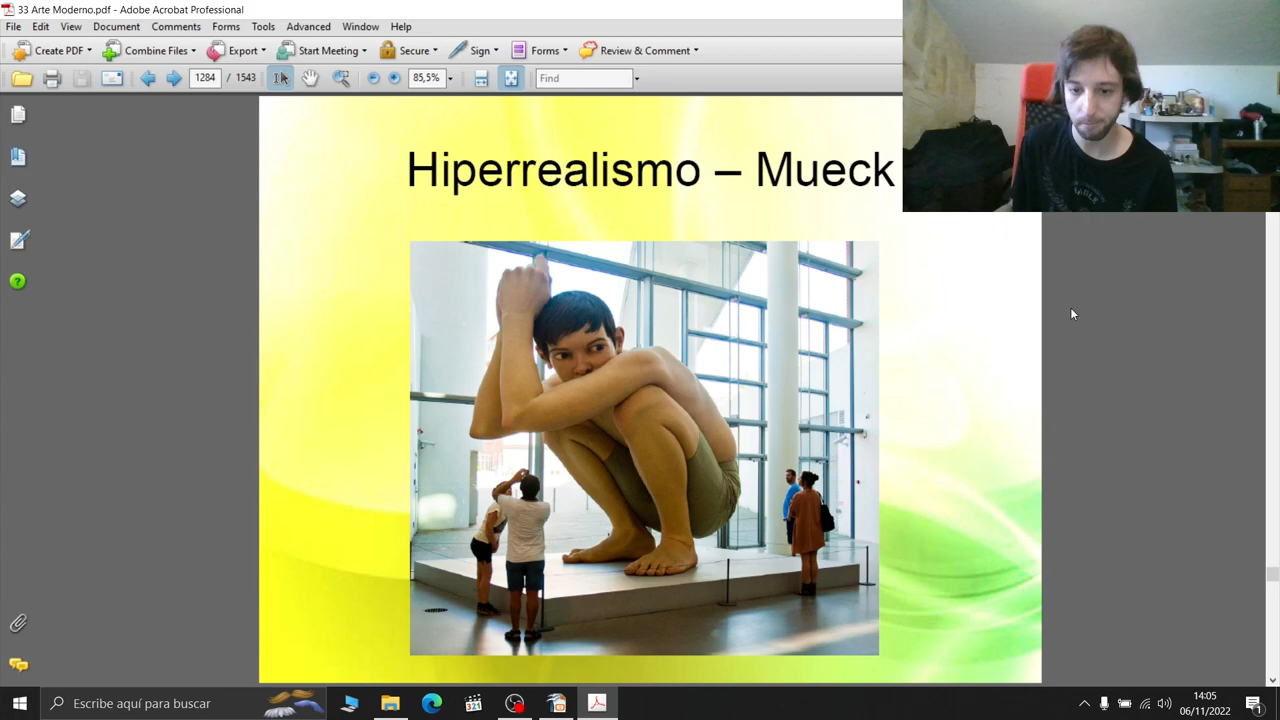 33 Arte Moderno.pdf - Adobe Acrobat Professional
File Edit View Document Comments Forms Tools Advanced Window Help
Create PDF Combine Files Export Start Meeting Secure Sign Forms Review & Comment
1284 / 1543 85,5% Find
Hiperrealismo – Mueck
?
Escribe aquí para buscar
321
14:05
06/11/2022
1